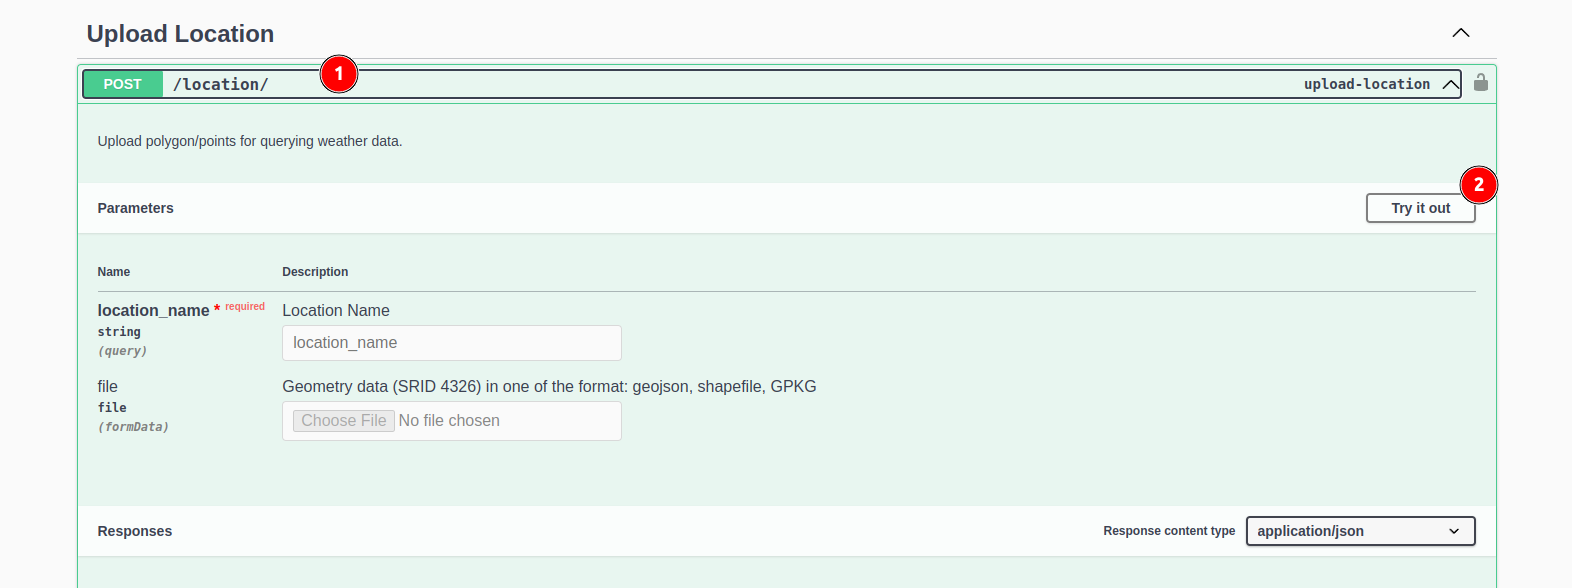 Upload Location
1
POST /location/ upload-location
Upload polygon/points for querying weather data.
2
Parameters Try it out
Name Description
location_name * required Location Name
string
(query)
location_name
file Geometry data (SRID 4326) in one of the format: geojson, shapefile, GPKG
file
(formData)
Choose File No file chosen
Responses Response content type application/json